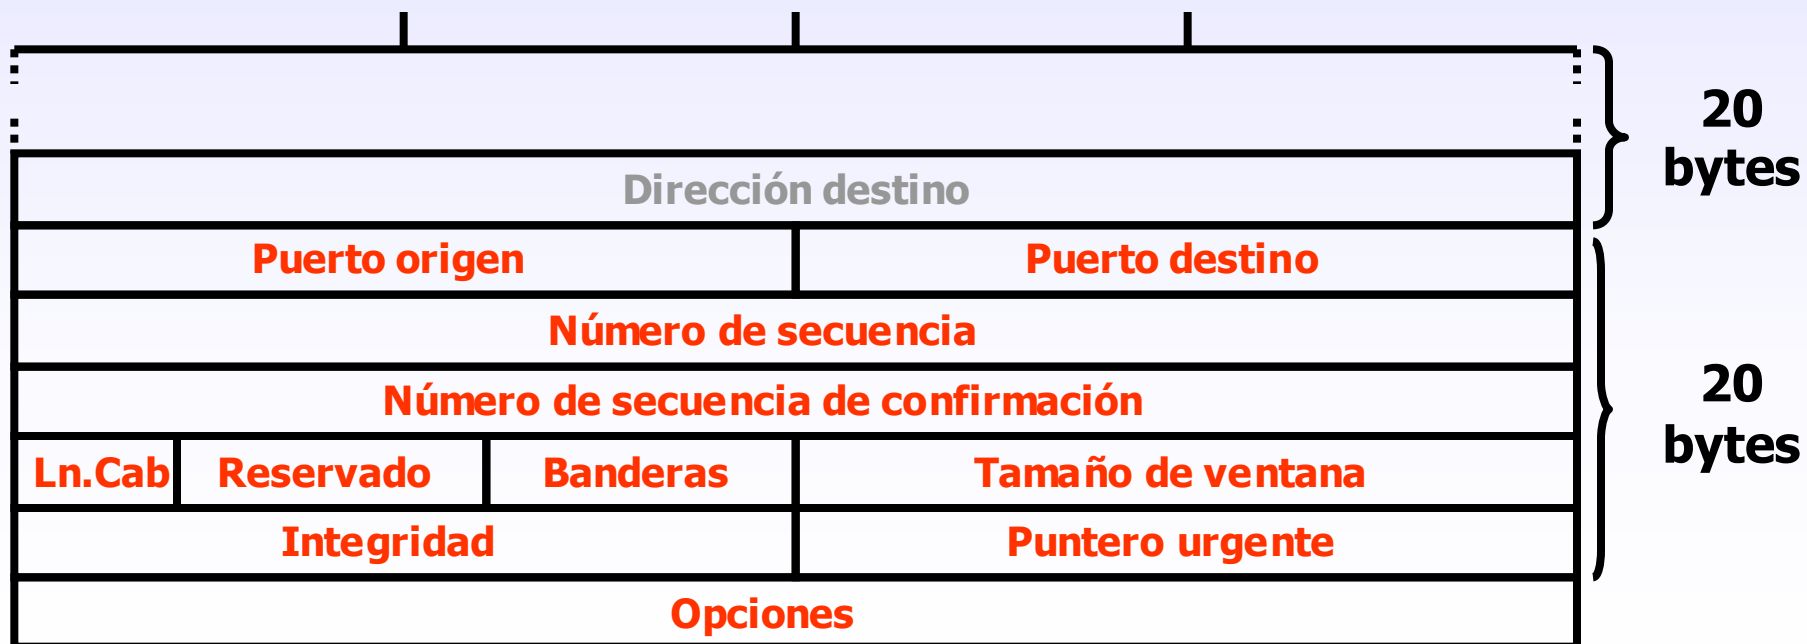 20
bytes
Dirección destino
Puerto origen
Puerto destino
Número de secuencia
Número de secuencia de confirmación
20
bytes
Ln.Cab
Reservado
Banderas
Tamaño de ventana
Integridad
Puntero urgente
Opciones